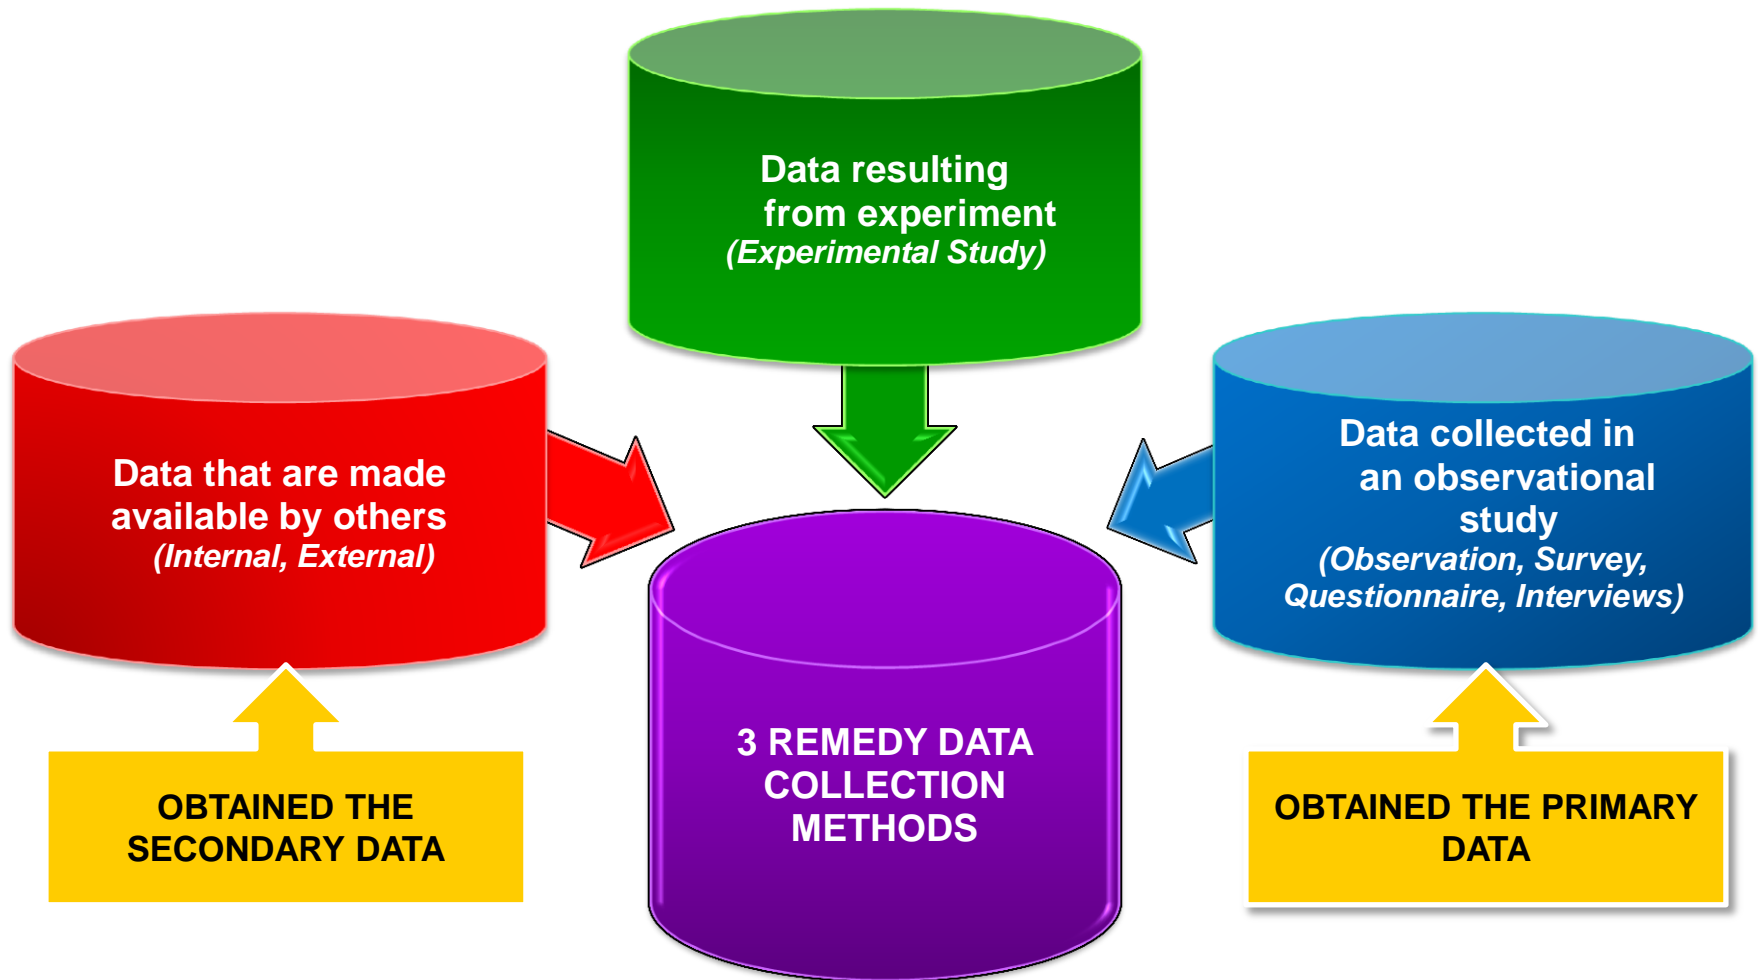 Data resulting
from experiment
(Experimental Study)
Data that are made
available by others
(Internal, External)
Data collected in
an observational
study
(Observation, Survey,
Questionnaire, Interviews)
3 REMEDY DATA
COLLECTION
METHODS
OBTAINED THE
SECONDARY DATA
OBTAINED THE PRIMARY
DATA